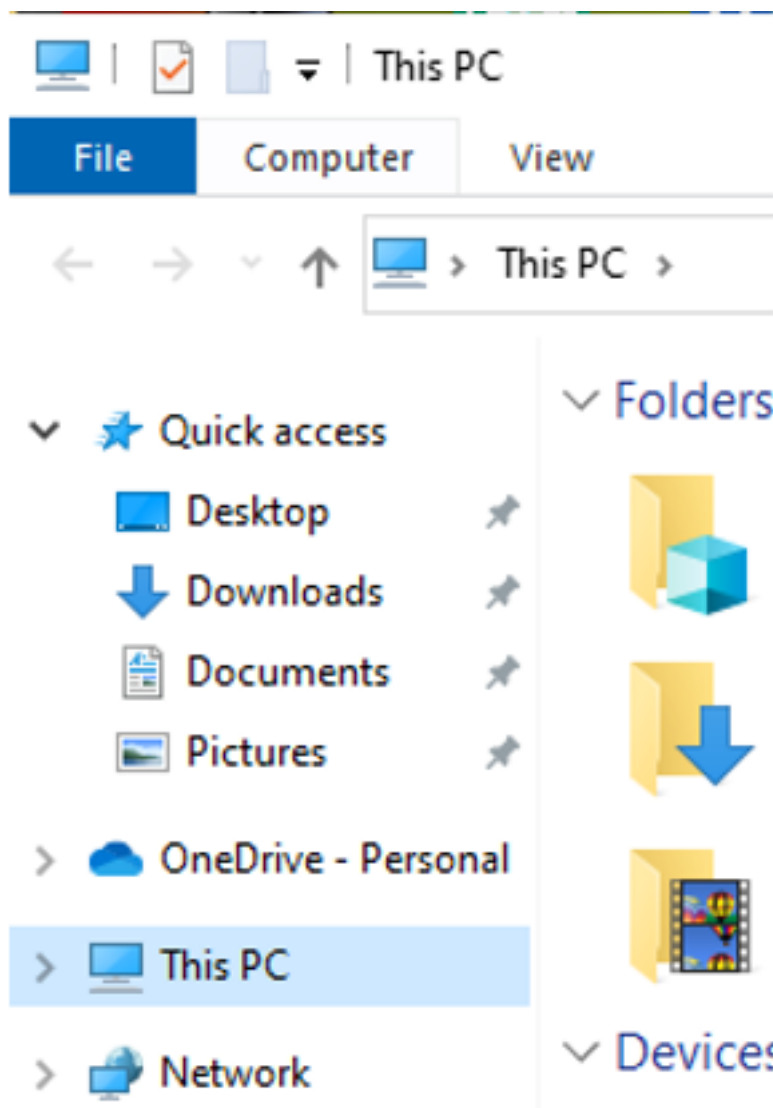 This PC
File Computer View
This PC
Quick access
Desktop
Downloads
Documents
Pictures
OneDrive - Personal
This PC
Network
Folders
Devices